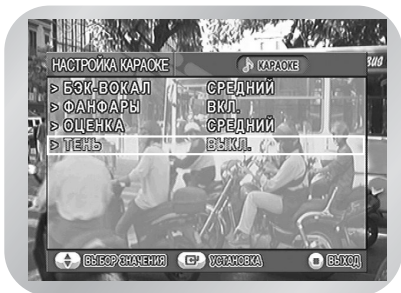 НАСТРОЙКА КАРАОКЕ КАРАОКЕ
> БЭК-ВОКАЛ СРЕДНИЙ
> ФАНФАРЫ ВКЛ.
> ОЦЕНКА СРЕДНИЙ
> ТЕНЬ ВЫКЛ.
ВЫБОР ЗНАЧЕНИЯ УСТАНОВКА ВЫХОД